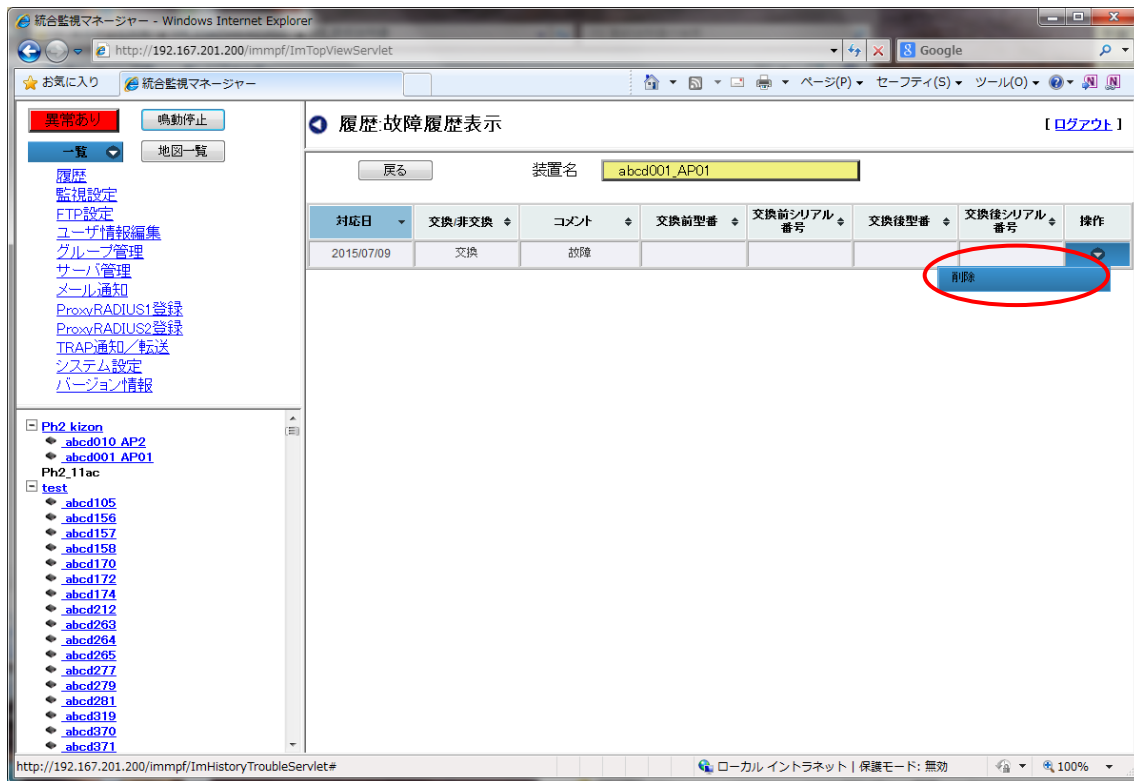 統合監視マネージャー - Windows Internet Explorer
http://192.167.201.200/immpf/ImTopViewServlet
Google
お気に入り
統合監視マネージャー
ページ(P)
セーフティ(S)
ツール(O)
異常あり
鳴動停止
一覧
地図一覧
履歴
監視設定
FTP設定
ユーザ情報編集
グループ管理
サーバ管理
メール通知
ProxyRADIUS1登録
ProxyRADIUS2登録
TRAP通知/転送
システム設定
バージョン情報
Ph2 kizon
abcd010 AP2
abcd001 AP01
Ph2_11ac
test
abcd105
abcd156
abcd157
abcd158
abcd170
abcd172
abcd174
abcd212
abcd263
abcd264
abcd265
abcd277
abcd279
abcd281
abcd319
abcd370
abcd371
履歴:故障履歴表示
[ ログアウト ]
戻る
装置名
abcd001_AP01
対応日 交換/非交換 コメント 交換前型番 交換前シリアル番号 交換後型番 交換後シリアル番号 操作
2015/07/09 交換 故障
削除
http://192.167.201.200/immpf/ImHistoryTroubleServlet#
ローカル イントラネット | 保護モード: 無効
100%